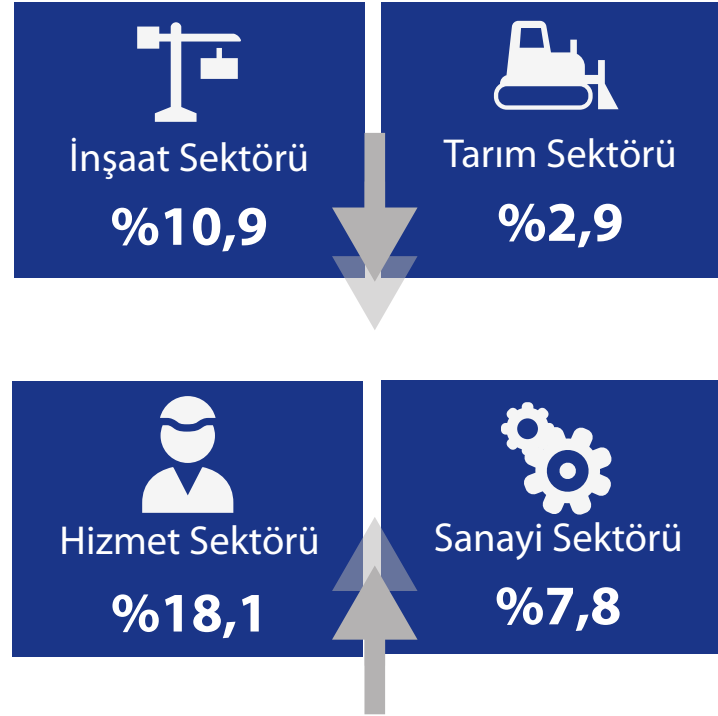 İnşaat Sektörü
%10,9
Tarım Sektörü
%2,9
Hizmet Sektörü
%18,1
Sanayi Sektörü
%7,8